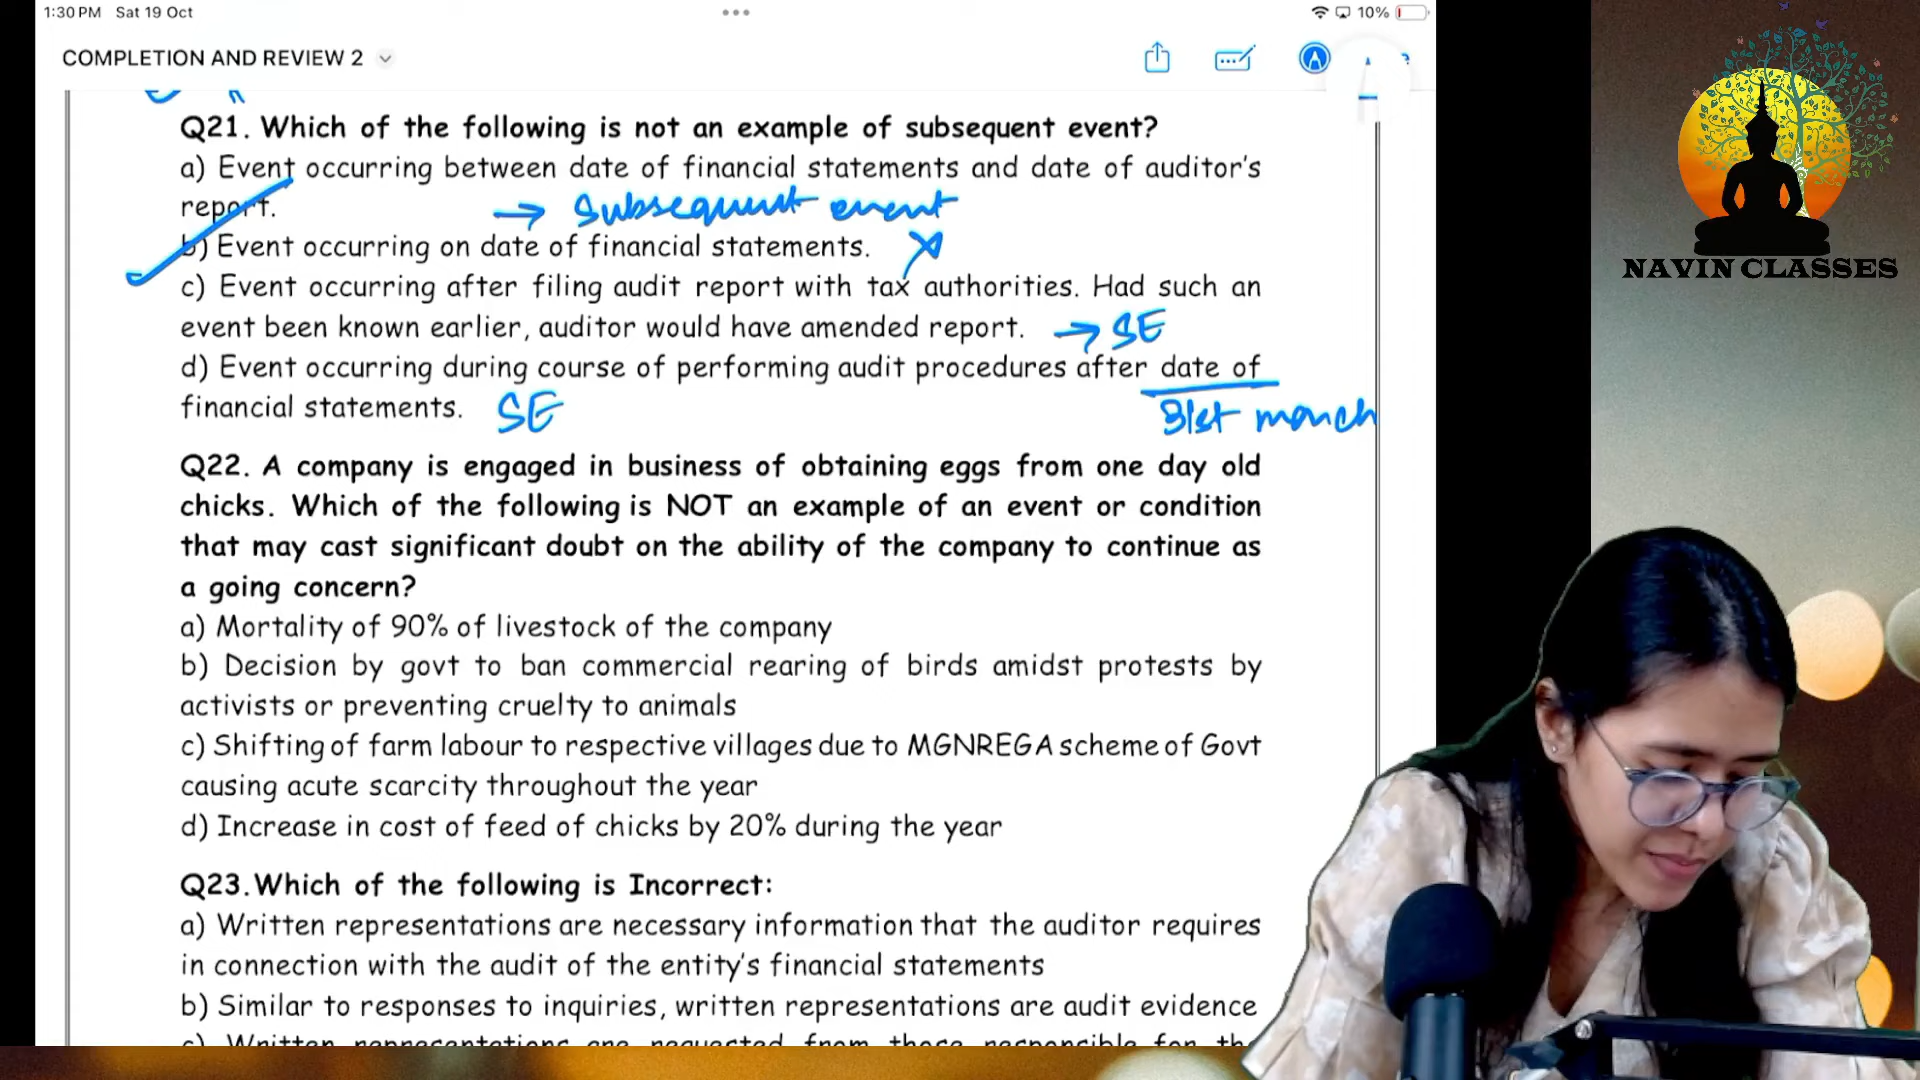 1:30 PM Sat 19 Oct
10%
COMPLETION AND REVIEW 2
Q21. Which of the following is not an example of subsequent event?
a) Event occurring between date of financial statements and date of auditor's
report.
→ Subsequent event
b) Event occurring on date of financial statements.
c) Event occurring after filing audit report with tax authorities. Had such an
event been known earlier, auditor would have amended report. → SE
d) Event occurring during course of performing audit procedures after date of
financial statements. SE
31st march
Q22. A company is engaged in business of obtaining eggs from one day old
chicks. Which of the following is NOT an example of an event or condition
that may cast significant doubt on the ability of the company to continue as
a going concern?
a) Mortality of 90% of livestock of the company
b) Decision by govt to ban commercial rearing of birds amidst protests by
activists or preventing cruelty to animals
c) Shifting of farm labour to respective villages due to MGNREGA scheme of Govt
causing acute scarcity throughout the year
d) Increase in cost of feed of chicks by 20% during the year
Q23.Which of the following is Incorrect:
a) Written representations are necessary information that the auditor requires
in connection with the audit of the entity's financial statements
b) Similar to responses to inquiries, written representations are audit evidence
c) Written representations are requested from those responsible for the
NAVIN CLASSES